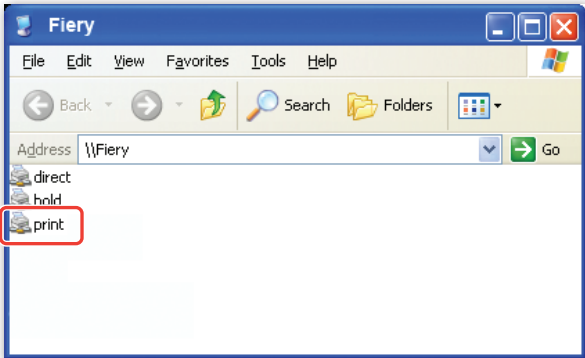 Fiery
File Edit View Favorites Tools Help
Back Search Folders
Address \\Fiery Go
direct
hold
print